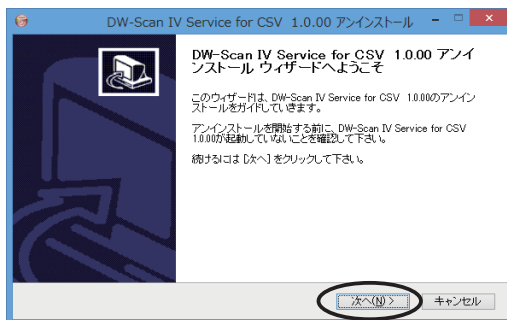 DW-Scan IV Service for CSV 1.0.00 アンインストール
DW-Scan IV Service for CSV 1.0.00 アンイ
ンストール ウィザードへようこそ
このウィザードは、DW-Scan IV Service for CSV 1.0.00のアンイン
ストールをガイドしていきます。
アンインストールを開始する前に、DW-Scan IV Service for CSV
1.0.00が起動していないことを確認して下さい。
続けるには [次へ] をクリックして下さい。
次へ(N) > キャンセル